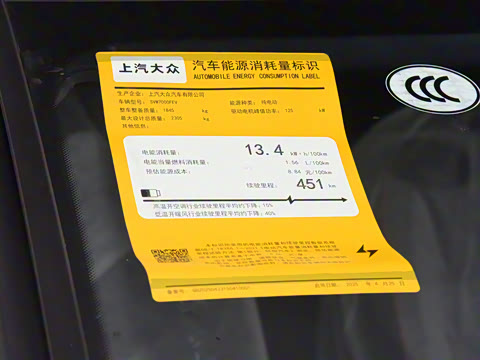 上汽大众 汽车能源消耗量标识
AUTOMOBILE ENERGY CONSUMPTION LABEL
CCC
生产企业: 上汽大众汽车有限公司
车辆型号: 能源种类: 纯电动
整车整备质量: 1845 kg 驱动电机峰值功率: 125 kW
最大设计总质量: 2300 kg
其他信息:
电能消耗量: 13.4 kW·h/100km
电能当量燃料消耗量: 1.56 L/100km
预估能源成本: 8.04 元/100km
续驶里程: 451 km
高温开空调行业续驶里程平均约下降: 10%
低温开暖风行业续驶里程平均约下降: 40%
备案号: